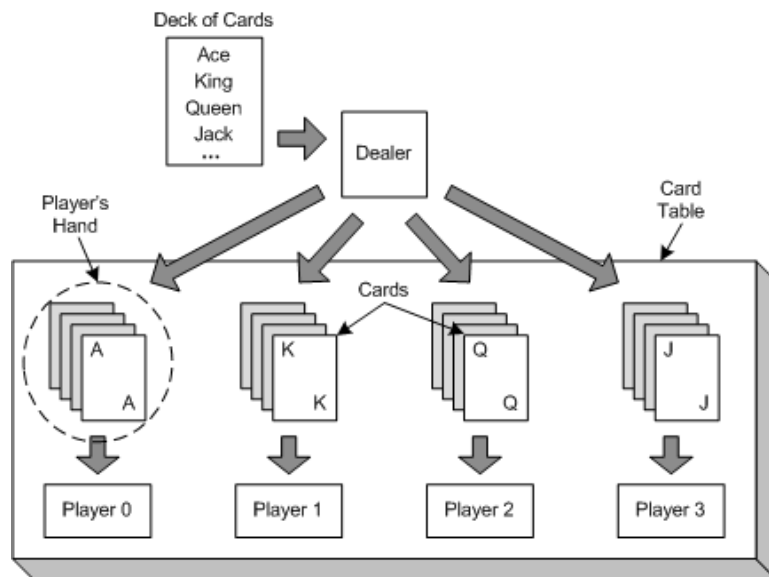 Deck of Cards
Ace
King
Queen
Jack
...
Dealer
Player's
Hand
Card
Table
Cards
A
A
K
K
Q
Q
J
J
Player 0
Player 1
Player 2
Player 3